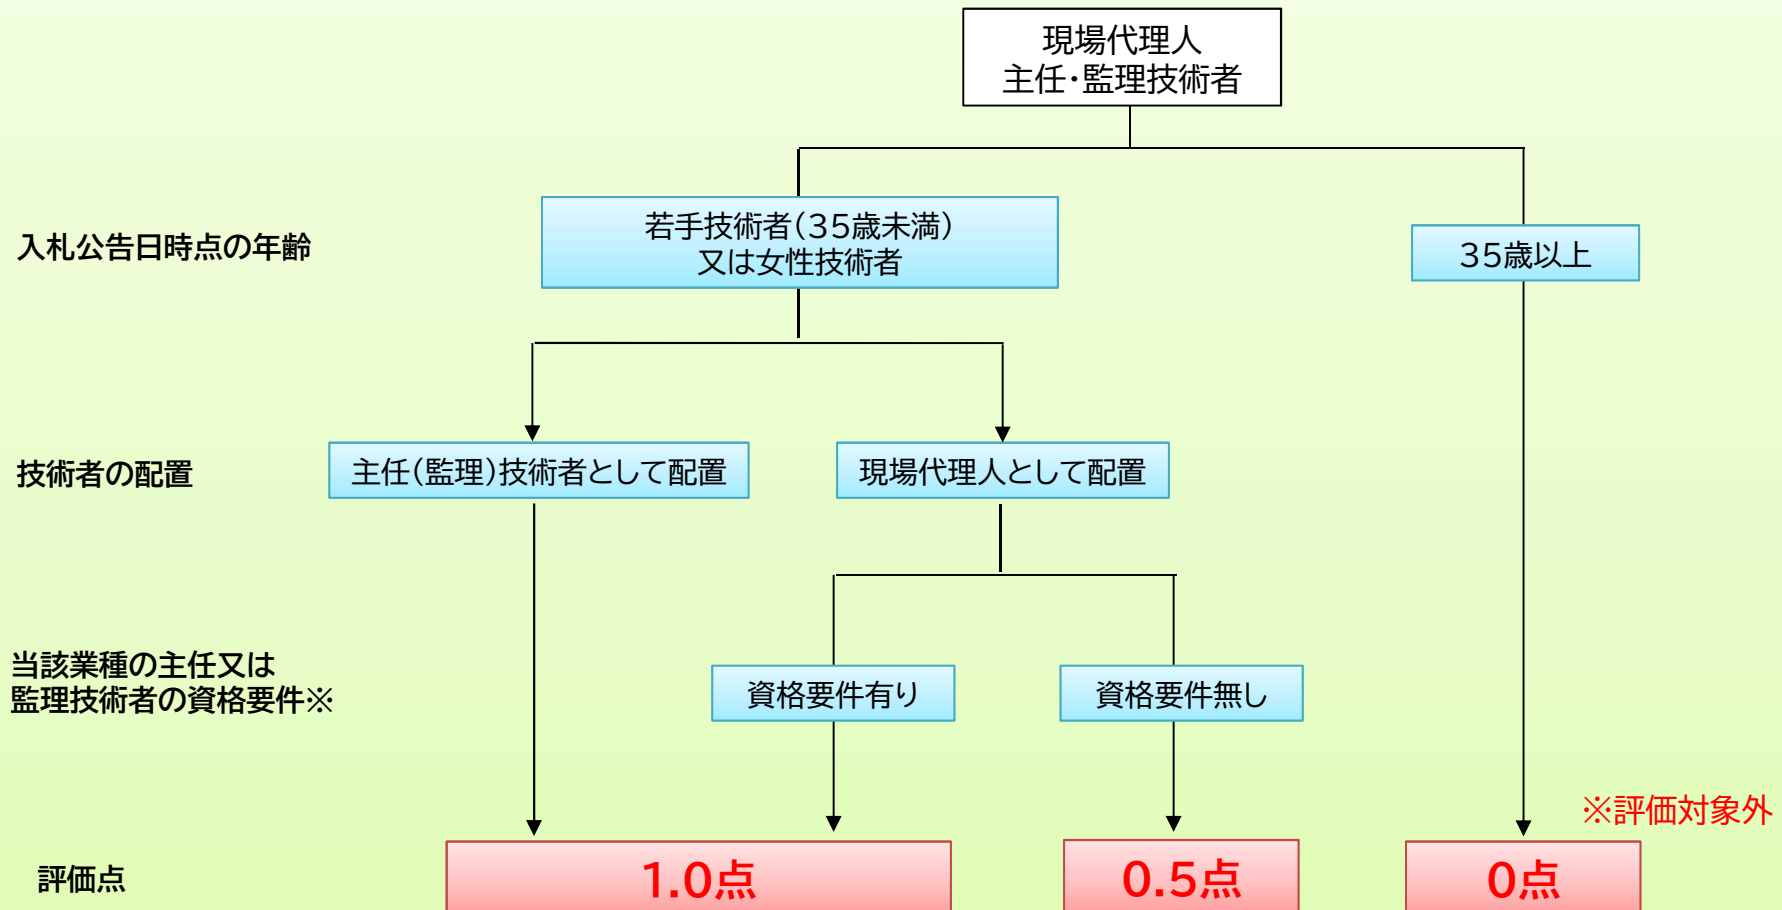 現場代理人
主任・監理技術者
入札公告日時点の年齢
若手技術者(35歳未満)
又は女性技術者
35歳以上
技術者の配置
主任(監理)技術者として配置
現場代理人として配置
当該業種の主任又は
監理技術者の資格要件※
資格要件有り
資格要件無し
※評価対象外
評価点
1.0点
0.5点
0点